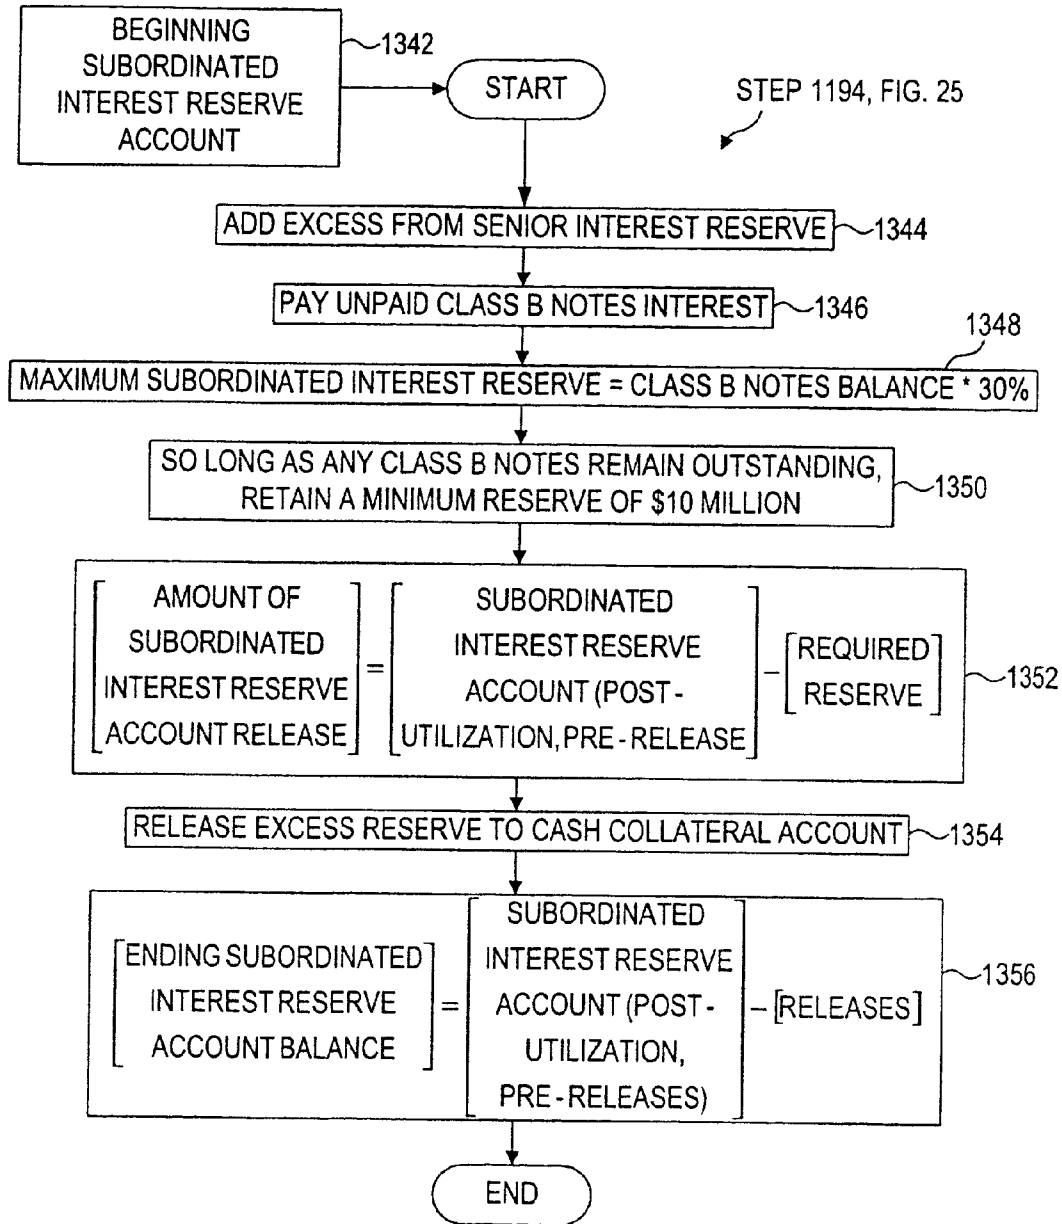 BEGINNING
SUBORDINATED
INTEREST RESERVE
ACCOUNT
1342
START
STEP 1194, FIG. 25
ADD EXCESS FROM SENIOR INTEREST RESERVE
1344
PAY UNPAID CLASS B NOTES INTEREST
1346
1348
MAXIMUM SUBORDINATED INTEREST RESERVE = CLASS B NOTES BALANCE * 30%
SO LONG AS ANY CLASS B NOTES REMAIN OUTSTANDING,
RETAIN A MINIMUM RESERVE OF $10 MILLION
1350
AMOUNT OF
SUBORDINATED
INTEREST RESERVE
ACCOUNT RELEASE
=
SUBORDINATED
INTEREST RESERVE
ACCOUNT (POST-
UTILIZATION, PRE-RELEASE
-
REQUIRED
RESERVE
1352
RELEASE EXCESS RESERVE TO CASH COLLATERAL ACCOUNT
1354
ENDING SUBORDINATED
INTEREST RESERVE
ACCOUNT BALANCE
=
SUBORDINATED
INTEREST RESERVE
ACCOUNT (POST-
UTILIZATION,
PRE-RELEASES)
- [RELEASES]
1356
END